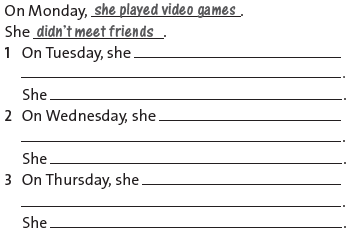 On Monday, she played video games.
She didn't meet friends.
1 On Tuesday, she
.
She .
2 On Wednesday, she
.
She .
3 On Thursday, she
.
She .